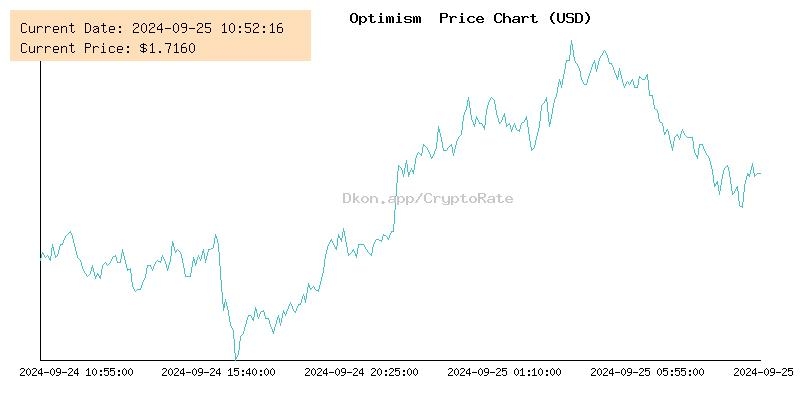 Optimism Price Chart (USD)
Current Date: 2024-09-25 10:52:16
Current Price: $1.7160
Dkon.app/CryptoRate
2024-09-24 10:55:00 2024-09-24 15:40:00 2024-09-24 20:25:00 2024-09-25 01:10:00 2024-09-25 05:55:00 2024-09-25